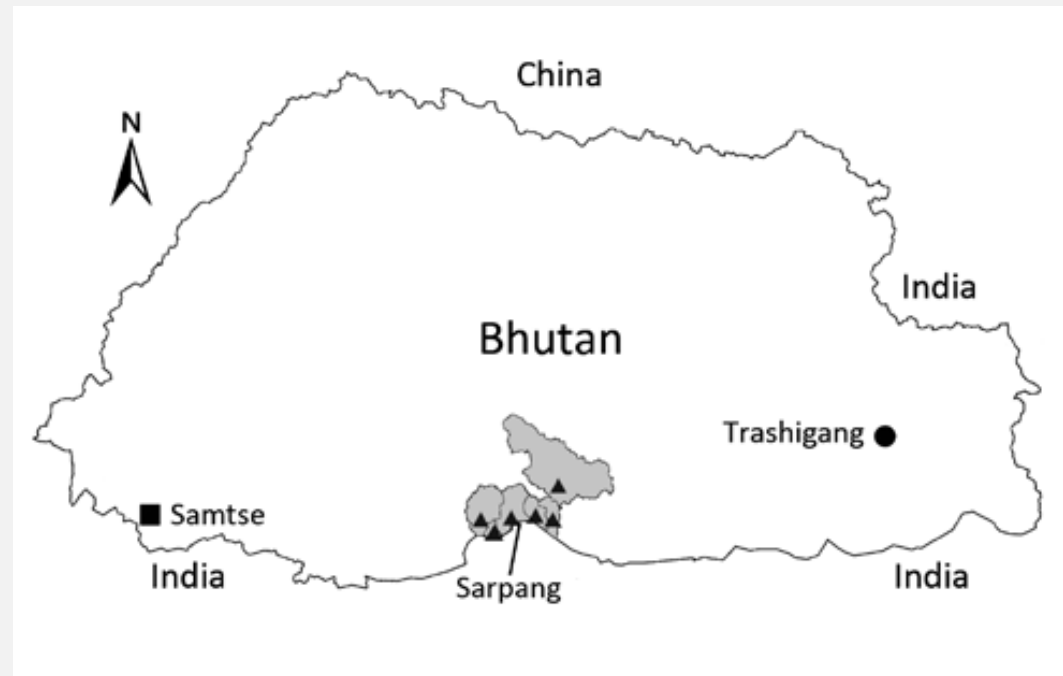 China
N
India
Bhutan
Trashigang
Samtse
India
Sarpang
India